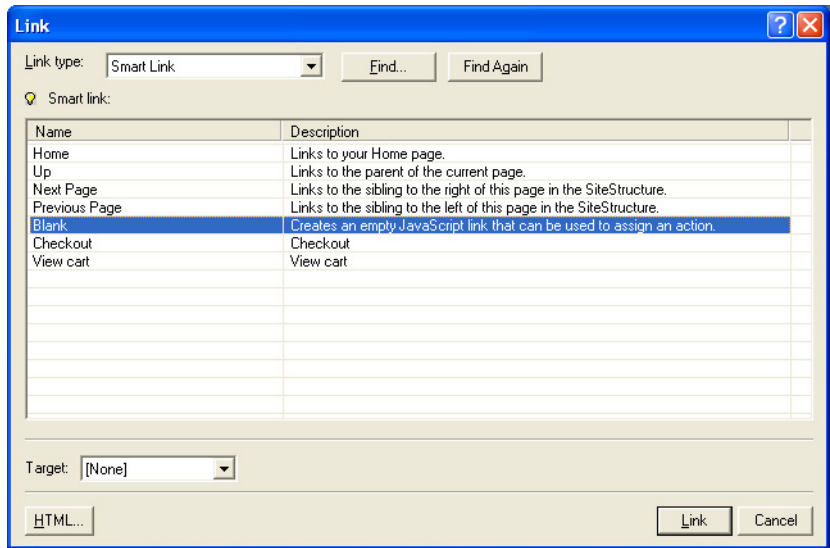 Link
Link type: Smart Link Find... Find Again
Smart link:
Name Description
Home Links to your Home page.
Up Links to the parent of the current page.
Next Page Links to the sibling to the right of this page in the SiteStructure.
Previous Page Links to the sibling to the left of this page in the SiteStructure.
Blank Creates an empty JavaScript link that can be used to assign an action.
Checkout Checkout
View cart View cart
Target: [None]
HTML... Link Cancel